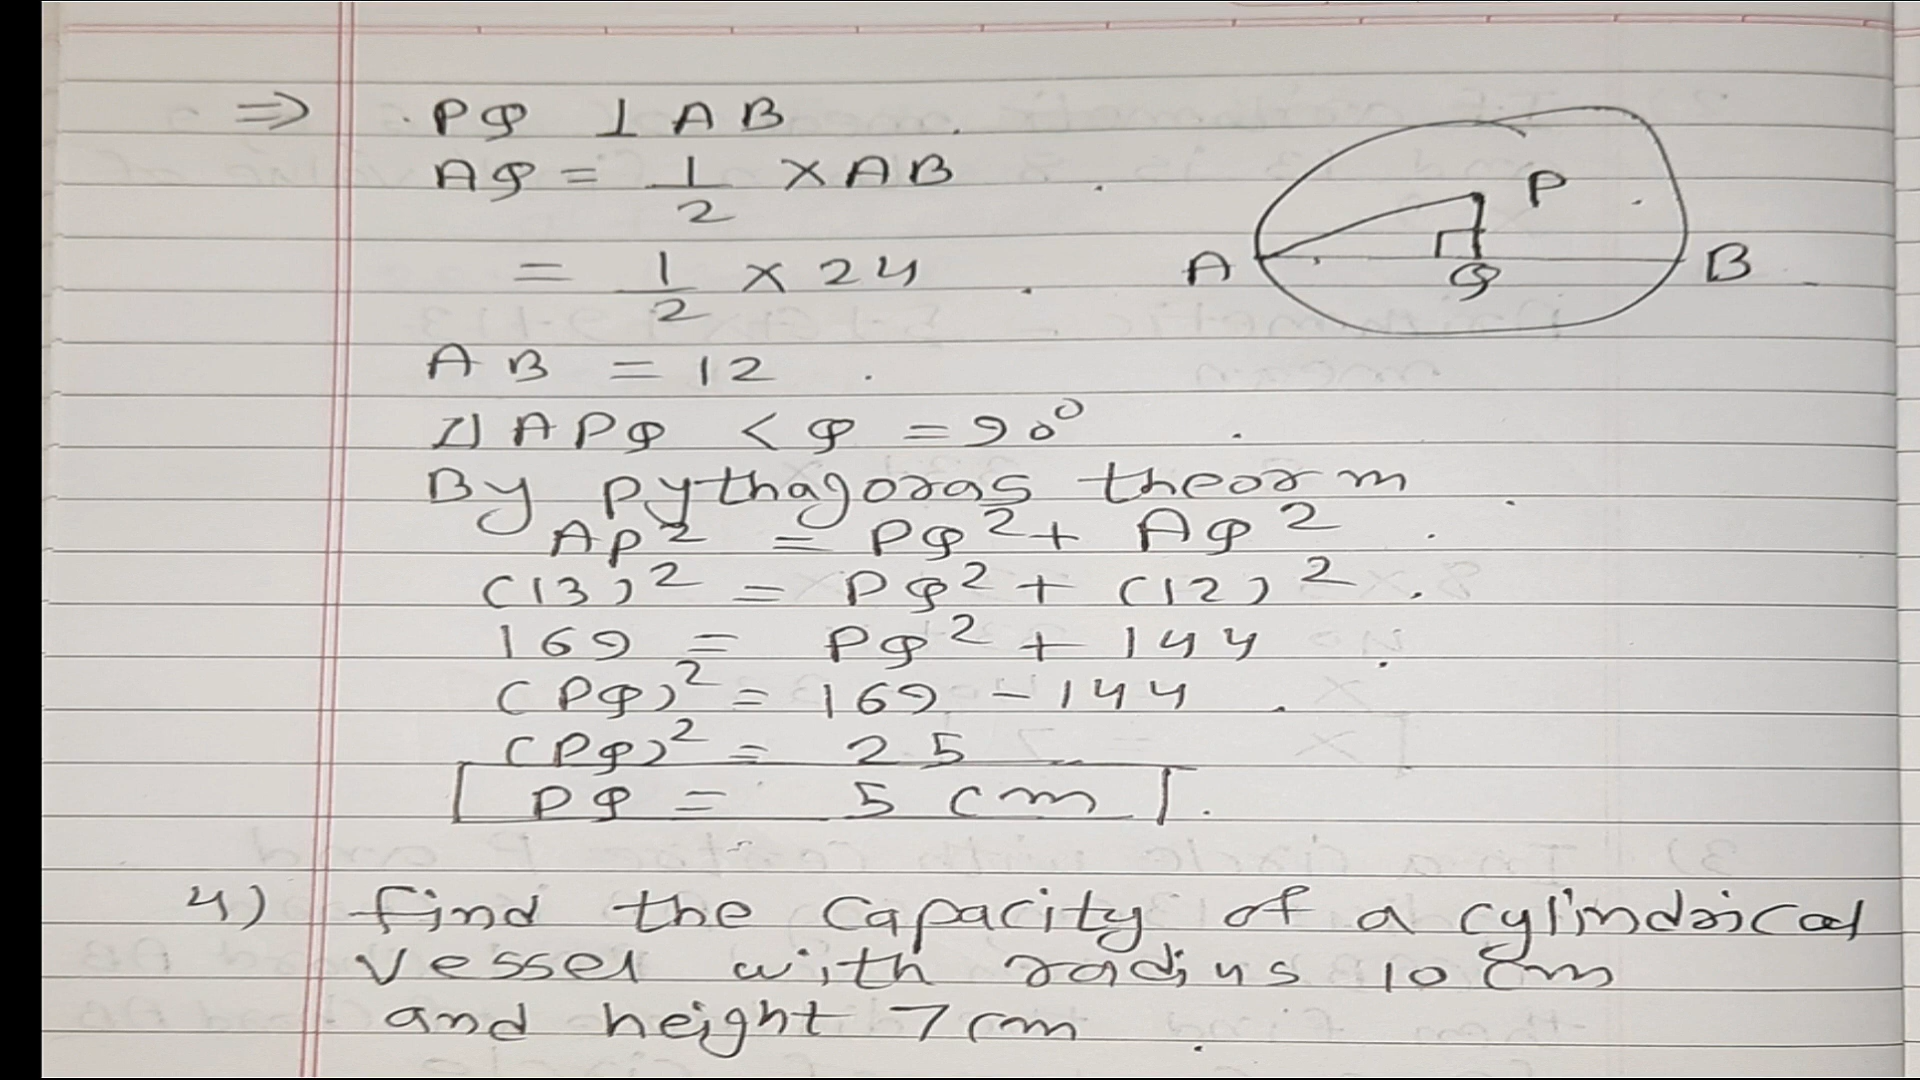 ⇒ PQ ⊥ AB
AQ = 1/2 × AB
= 1/2 × 24
AB = 12
P
A
Q
B
APQ < Q = 90°
By pythagoras theorm
AP² = PQ² + AQ²
(13)² = PQ² + (12)²
169 = PQ² + 144
(PQ)² = 169 - 144
(PQ)² = 25
PQ = 5 cm
4) find the capacity of a cylindrical
vessel with radius 10 cm
and height 7 cm